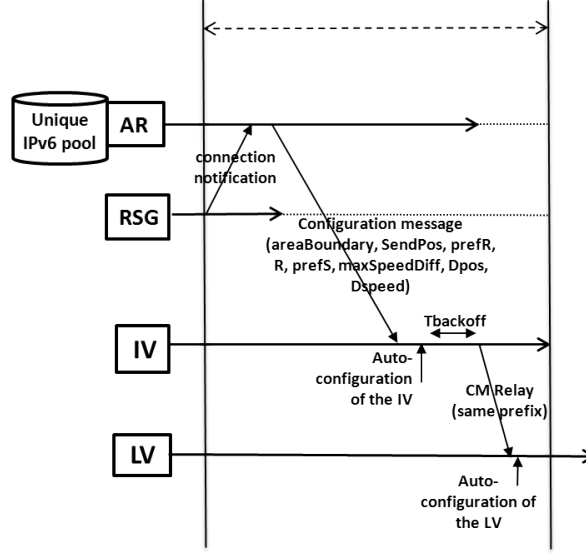 Unique
IPv6 pool
AR
connection
notification
RSG
Configuration message
(areaBoundary, SendPos, prefR,
R, prefS, maxSpeedDiff, Dpos,
Dspeed)
Tbackoff
IV
Auto-
configuration
of the IV
CM Relay
(same prefix)
LV
Auto-
configuration of
the LV